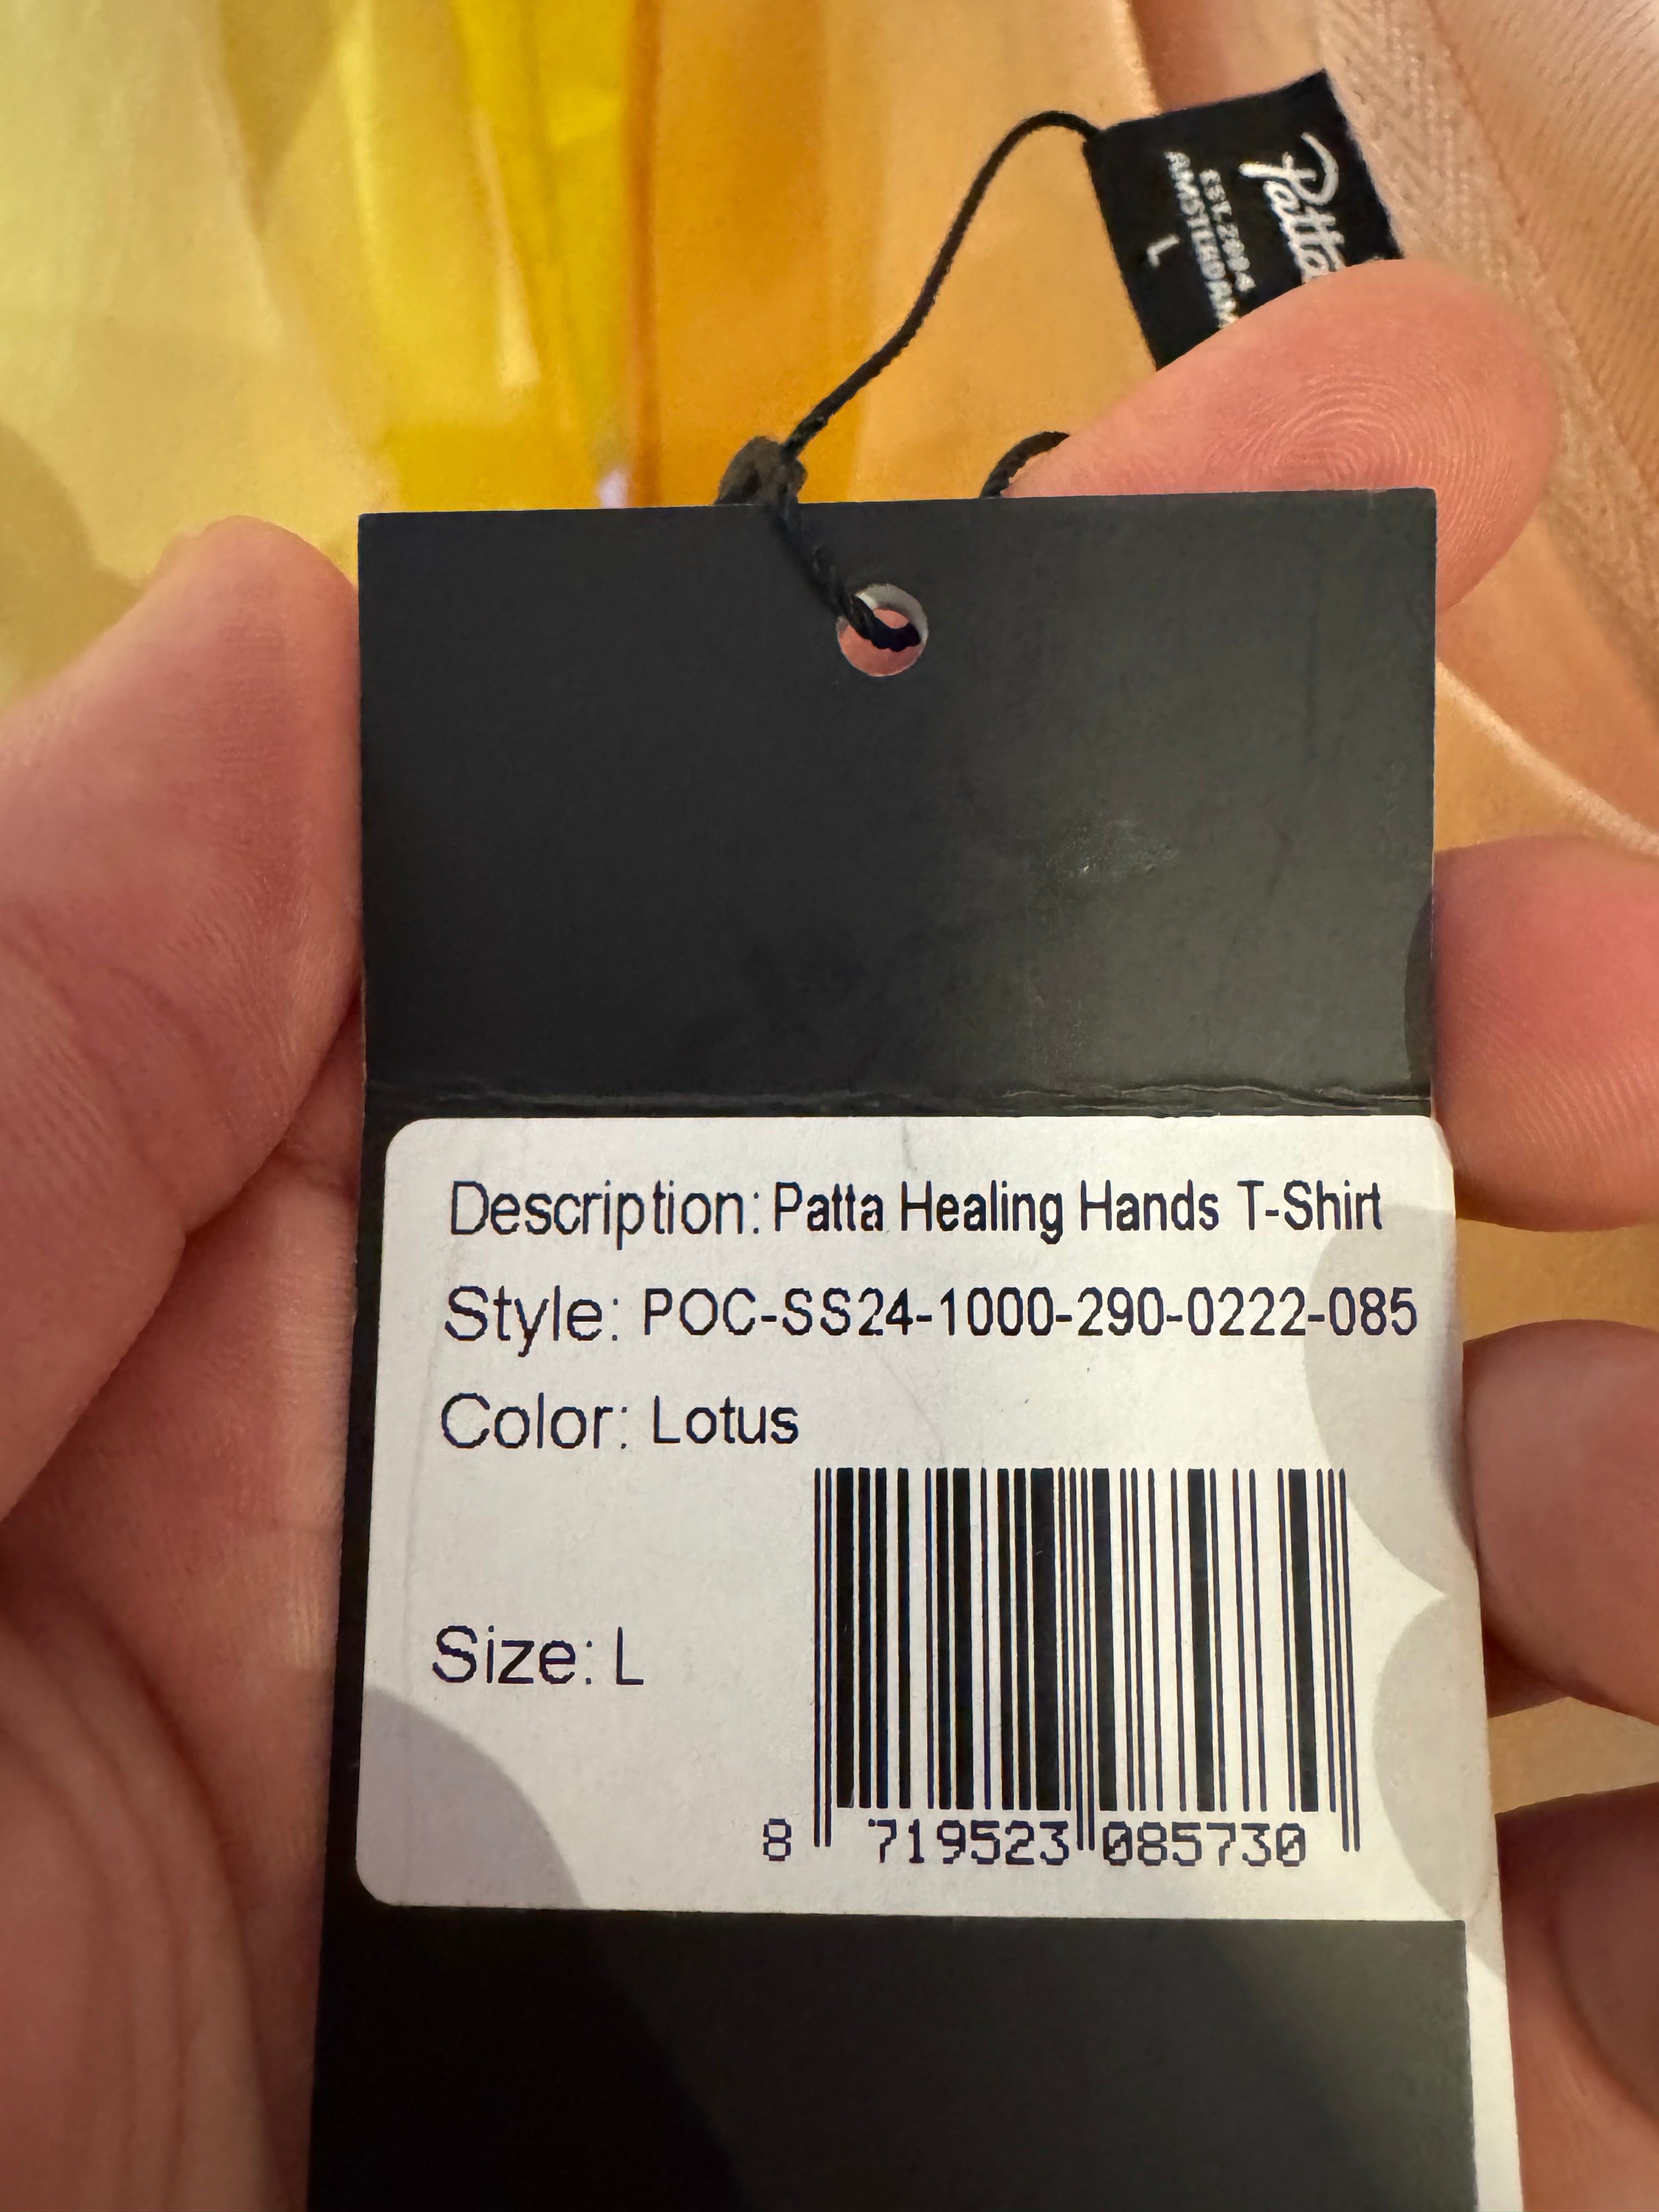 Patta
EST. 2004
AMSTERDAM
L
Description: Patta Healing Hands T-Shirt
Style: POC-SS24-1000-290-0222-085
Color: Lotus
Size: L
8 719523 085730